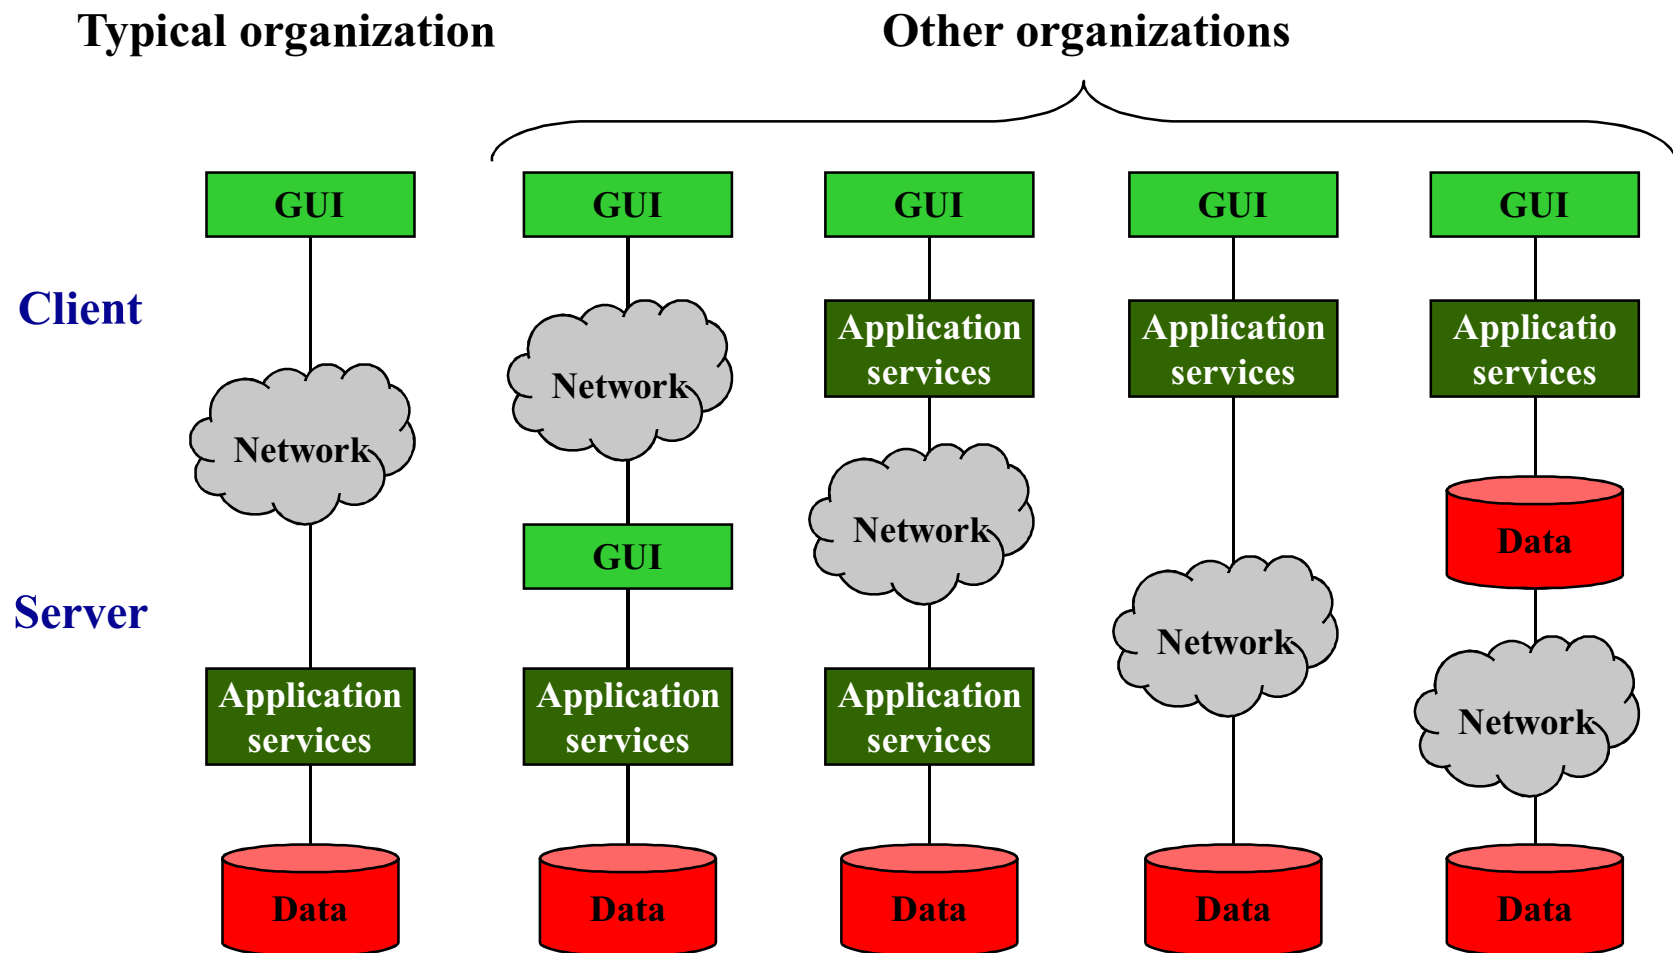 Typical organization
Other organizations
GUI
GUI
GUI
GUI
GUI
Client
Network
Network
Application
services
Application
services
Applicatio
services
Network
Data
Server
GUI
Network
Network
Application
services
Application
services
Application
services
Data
Data
Data
Data
Data